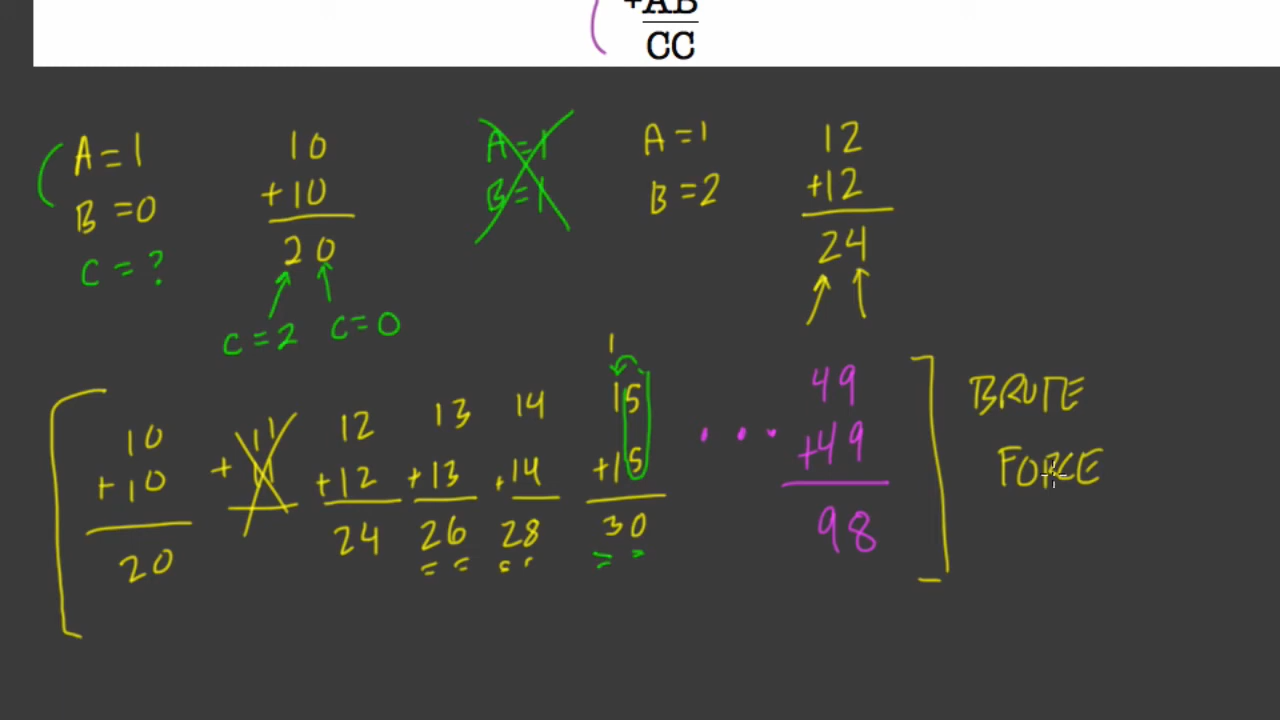 +AB
CC
A = 1 10 A = 1 A = 1 12
B = 0 + 10 B = 1 B = 2 + 12
C = ? 20 24
C = 2 C = 0
1
10 11 12 13 14 15 . . . 49 BRUTE
+ 10 + 11 + 12 + 13 + 14 + 15 + 49 FORCE
20 24 26 28 30 98